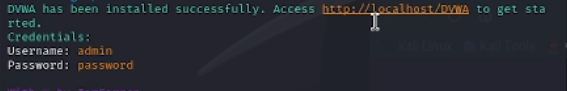 DVWA has been installed successfully. Access http://localhost/DVWA to get sta
rted.
Credentials:
Username: admin
Password: password